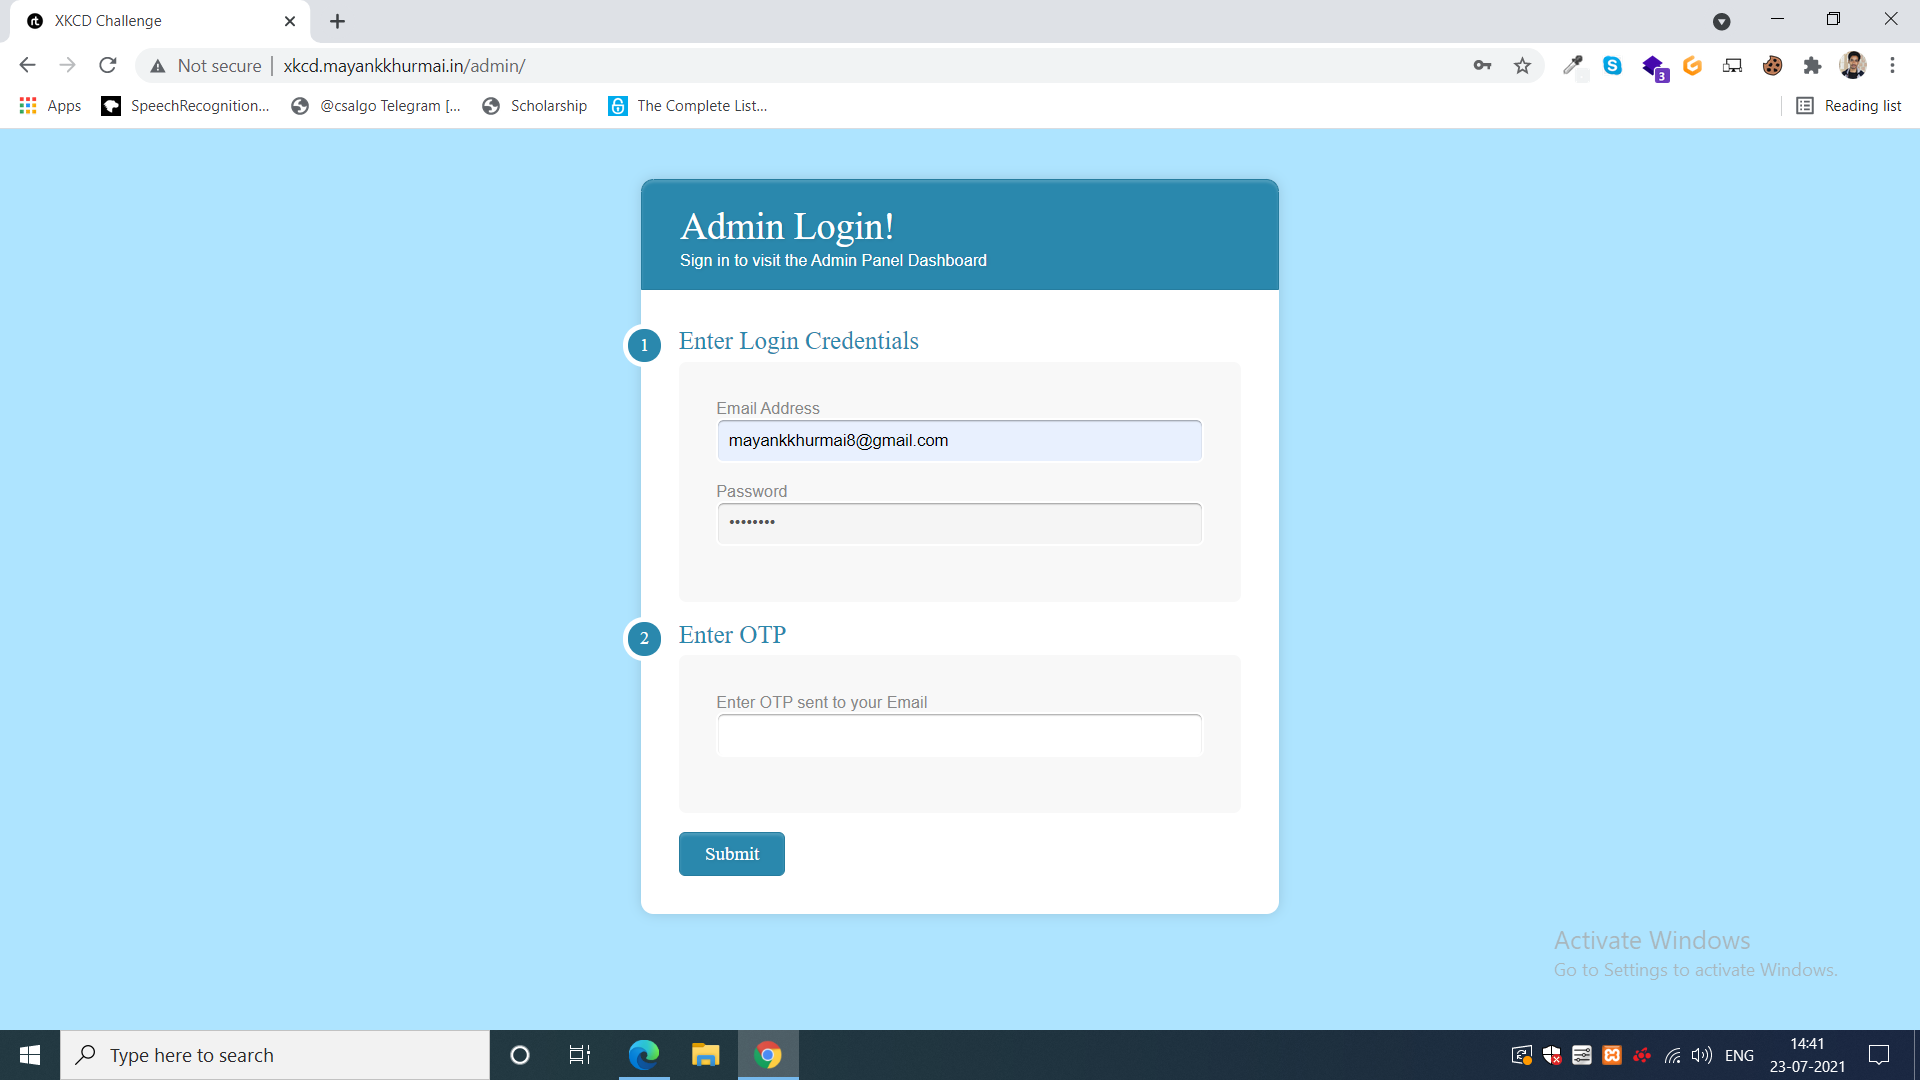 XKCD Challenge
Not secure
xkcd.mayankkhurmai.in/admin/
3
Apps
SpeechRecognition...
@csalgo Telegram [...
Scholarship
The Complete List...
Reading list
Admin Login!
Sign in to visit the Admin Panel Dashboard
1
Enter Login Credentials
Email Address
mayankkhurmai8@gmail.com
Password
••••••••
2
Enter OTP
Enter OTP sent to your Email
Submit
Activate Windows
Go to Settings to activate Windows.
Type here to search
ENG
14:41
23-07-2021